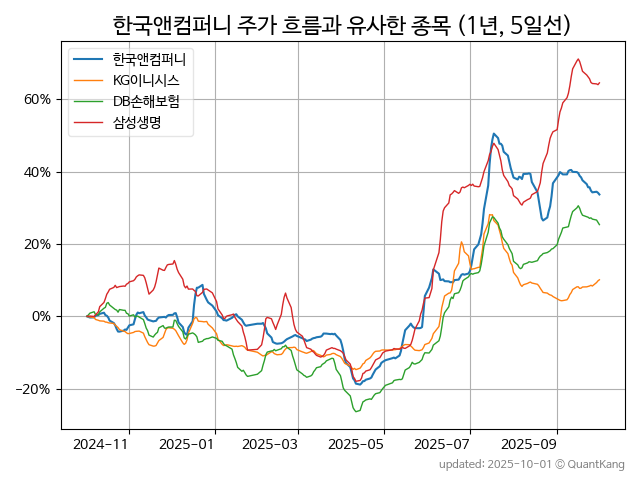 한국앤컴퍼니 주가 흐름과 유사한 종목 (1년, 5일선)
한국앤컴퍼니
KG이니시스
DB손해보험
삼성생명
60%
40%
20%
0%
−20%
2024-11 2025-01 2025-03 2025-05 2025-07 2025-09
updated: 2025-10-01 © QuantKang